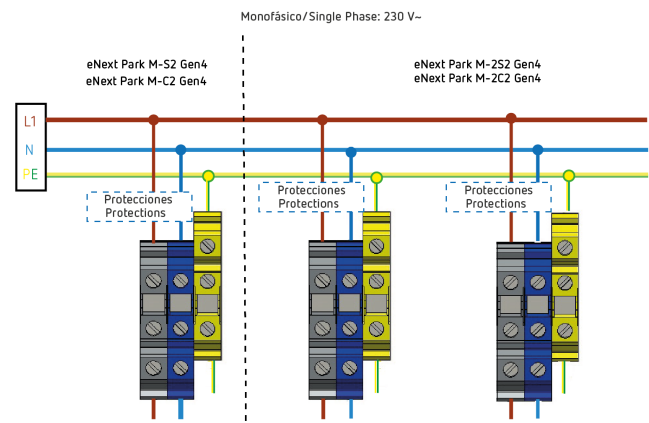 Monofásico/Single Phase: 230 V~
eNext Park M-S2 Gen4
eNext Park M-C2 Gen4
eNext Park M-2S2 Gen4
eNext Park M-2C2 Gen4
L1
N
PE
Protecciones
Protections
Protecciones
Protections
Protecciones
Protections